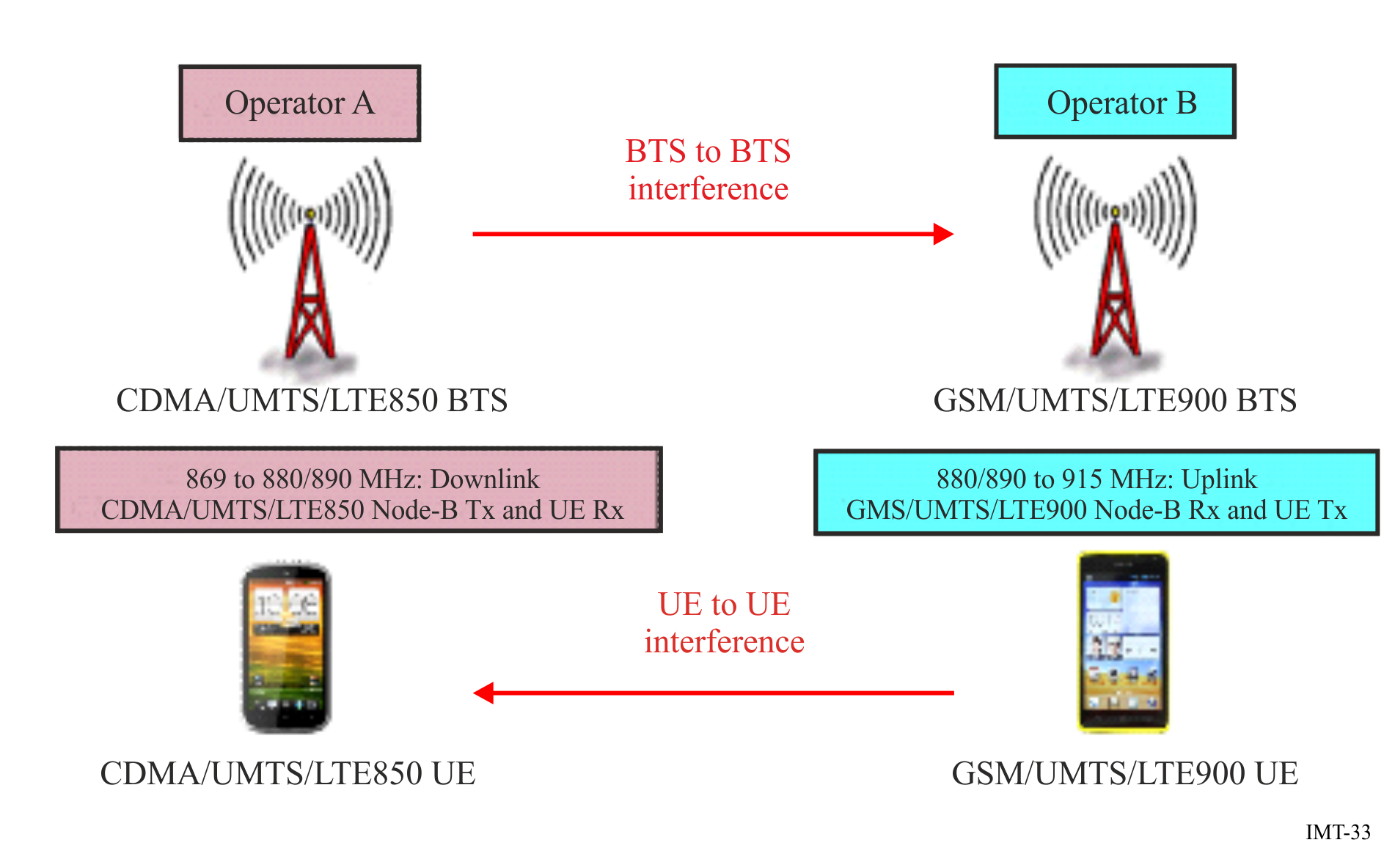 Operator A
Operator B
BTS to BTS
interference
CDMA/UMTS/LTE850 BTS
GSM/UMTS/LTE900 BTS
869 to 880/890 MHz: Downlink
CDMA/UMTS/LTE850 Node-B Tx and UE Rx
880/890 to 915 MHz: Uplink
GMS/UMTS/LTE900 Node-B Rx and UE Tx
UE to UE
interference
CDMA/UMTS/LTE850 UE
GSM/UMTS/LTE900 UE
IMT-33